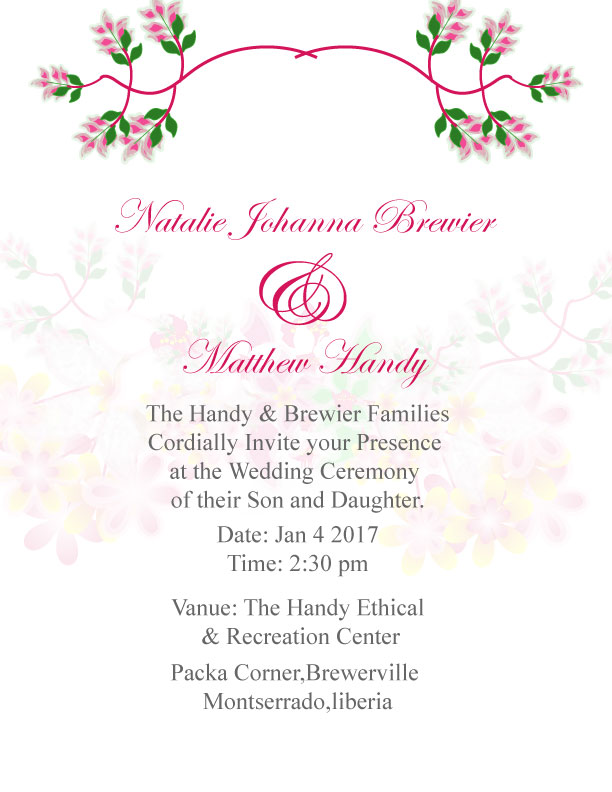 Natalie Johanna Brewier
&
Matthew Handy
The Handy & Brewier Families
Cordially Invite your Presence
at the Wedding Ceremony
of their Son and Daughter.
Date: Jan 4 2017
Time: 2:30 pm
Vanue: The Handy Ethical
& Recreation Center
Packa Corner,Brewerville
Montserrado,liberia